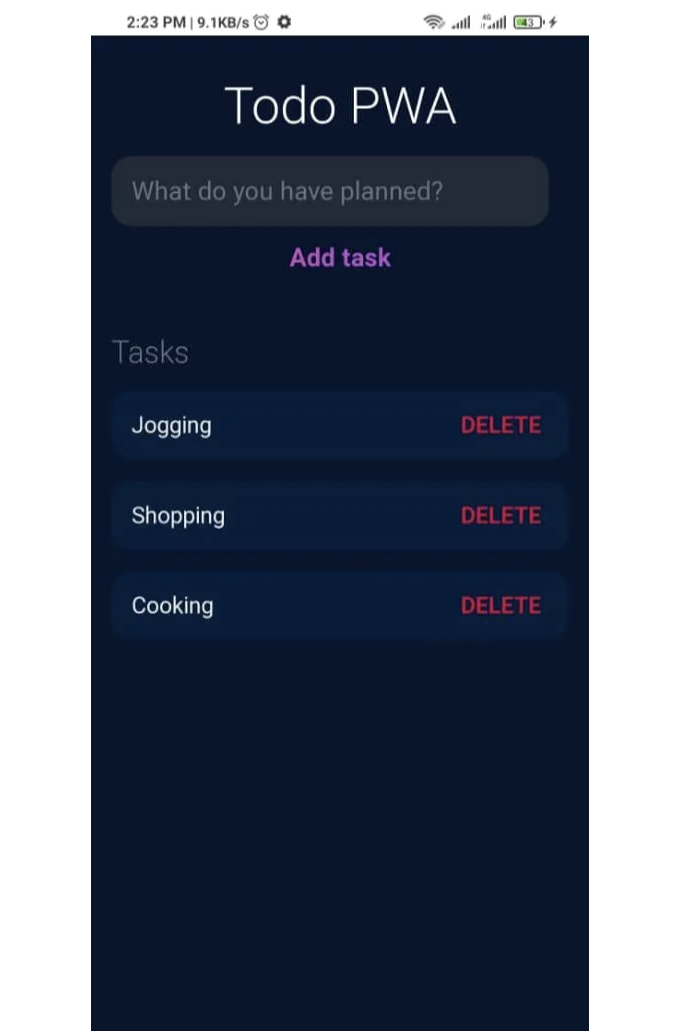 2:23 PM | 9.1KB/s
4G
43
Todo PWA
What do you have planned?
Add task
Tasks
Jogging DELETE
Shopping DELETE
Cooking DELETE